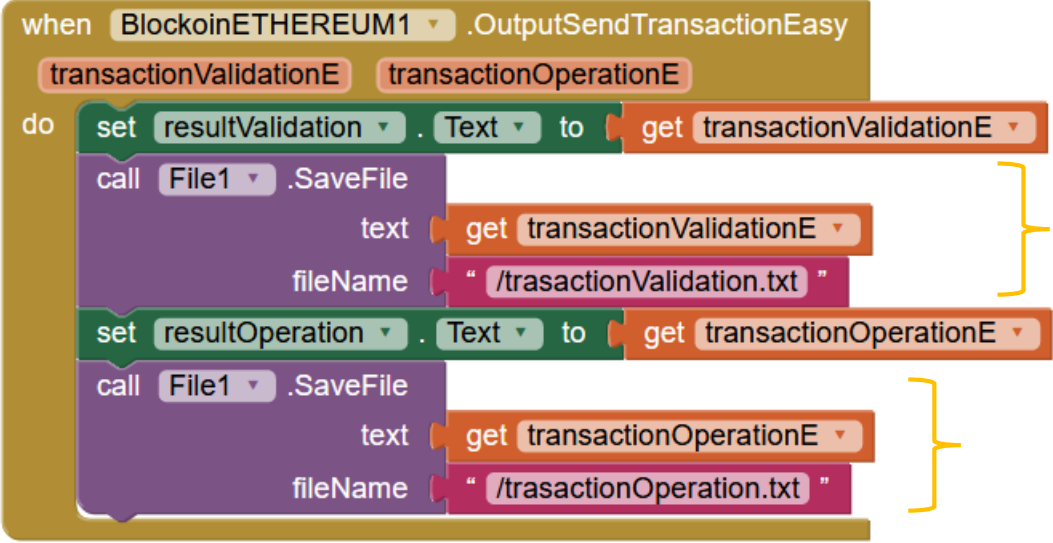 when BlockoinETHEREUM1 .OutputSendTransactionEasy
transactionValidationE transactionOperationE
do set resultValidation . Text to get transactionValidationE
call File1 .SaveFile
text get transactionValidationE
fileName “ /trasactionValidation.txt ”
set resultOperation . Text to get transactionOperationE
call File1 .SaveFile
text get transactionOperationE
fileName “ /trasactionOperation.txt ”